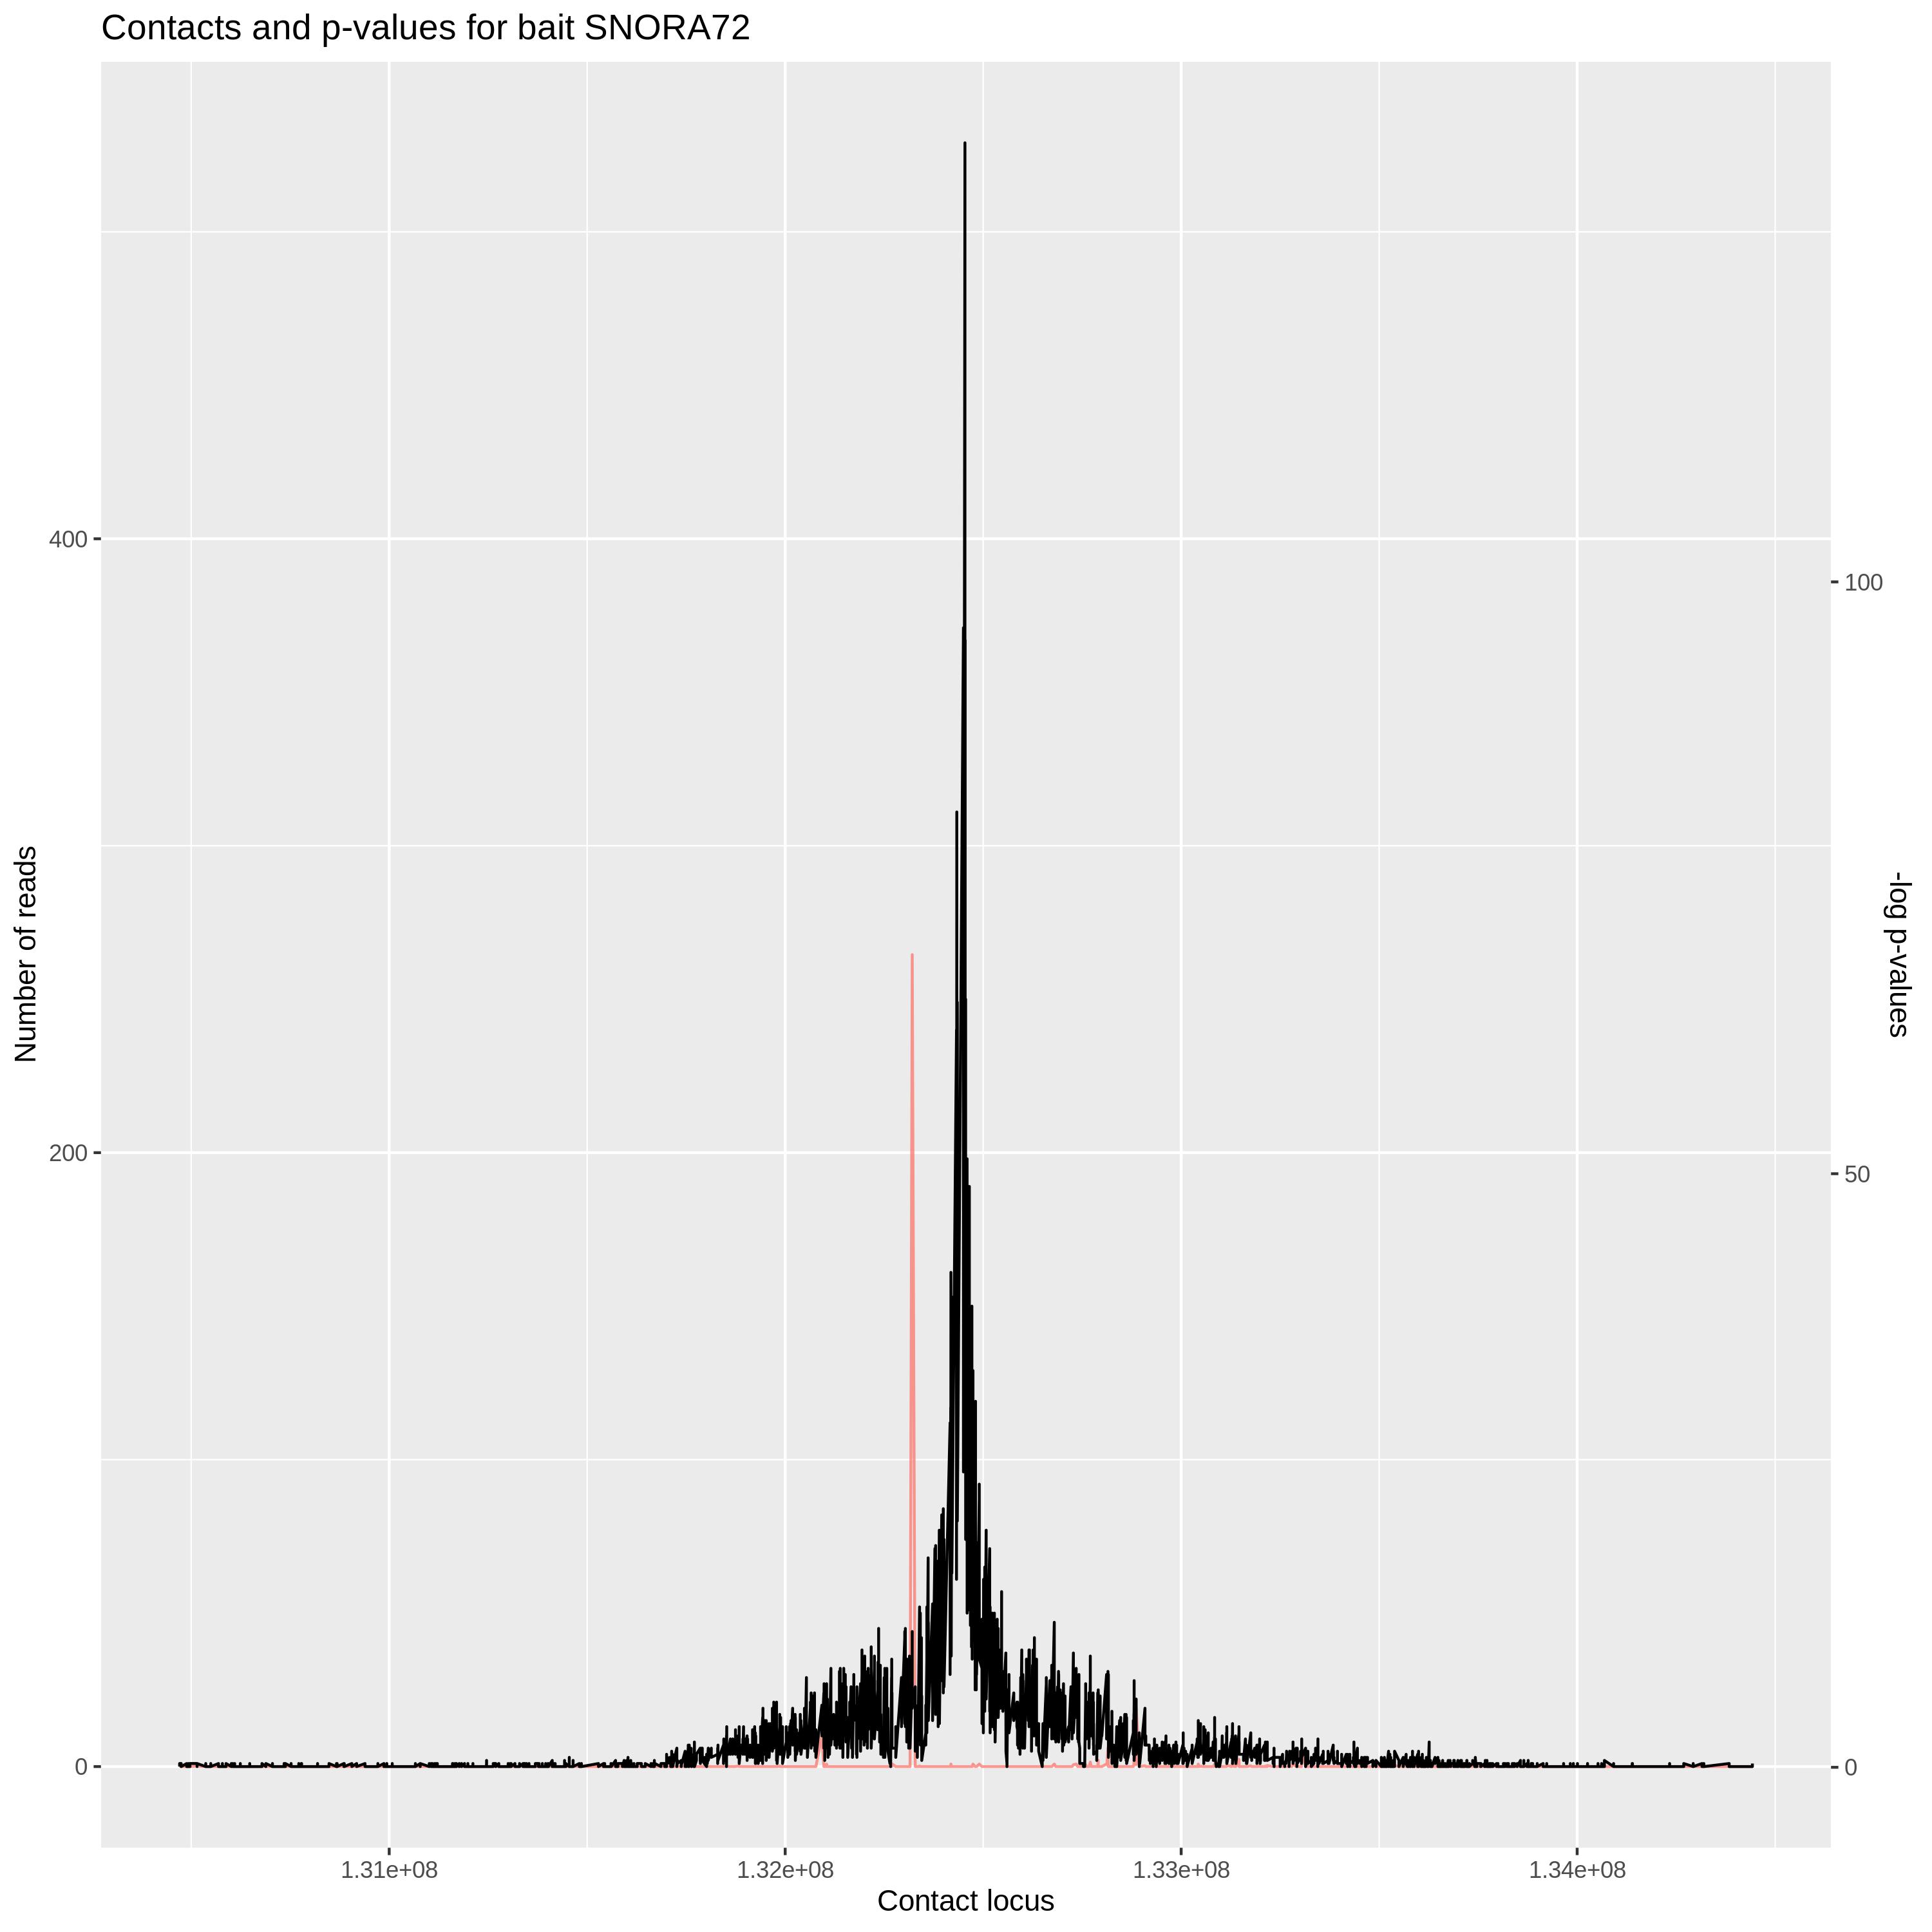 Contacts and p-values for bait SNORA72
400
200
0
Number of reads
100
50
0
-log p-values
1.31e+08 1.32e+08 1.33e+08 1.34e+08
Contact locus